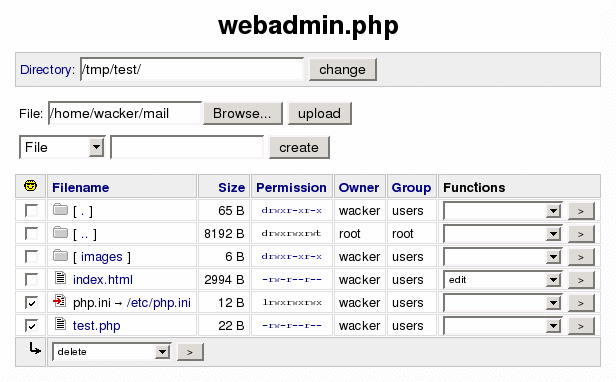 webadmin.php
Directory: /tmp/test/ change
File: /home/wacker/mail Browse... upload
File create
Filename Size Permission Owner Group Functions
[ . ] 65 B drwxr-xr-x wacker users >
[ .. ] 8192 B drwxrwxrwt root root >
[ images ] 6 B drwxr-xr-x wacker users >
index.html 2994 B -rw-r--r-- wacker users edit >
php.ini → /etc/php.ini 12 B lrwxrwxrwx wacker users >
test.php 22 B -rw-r--r-- wacker users >
delete >